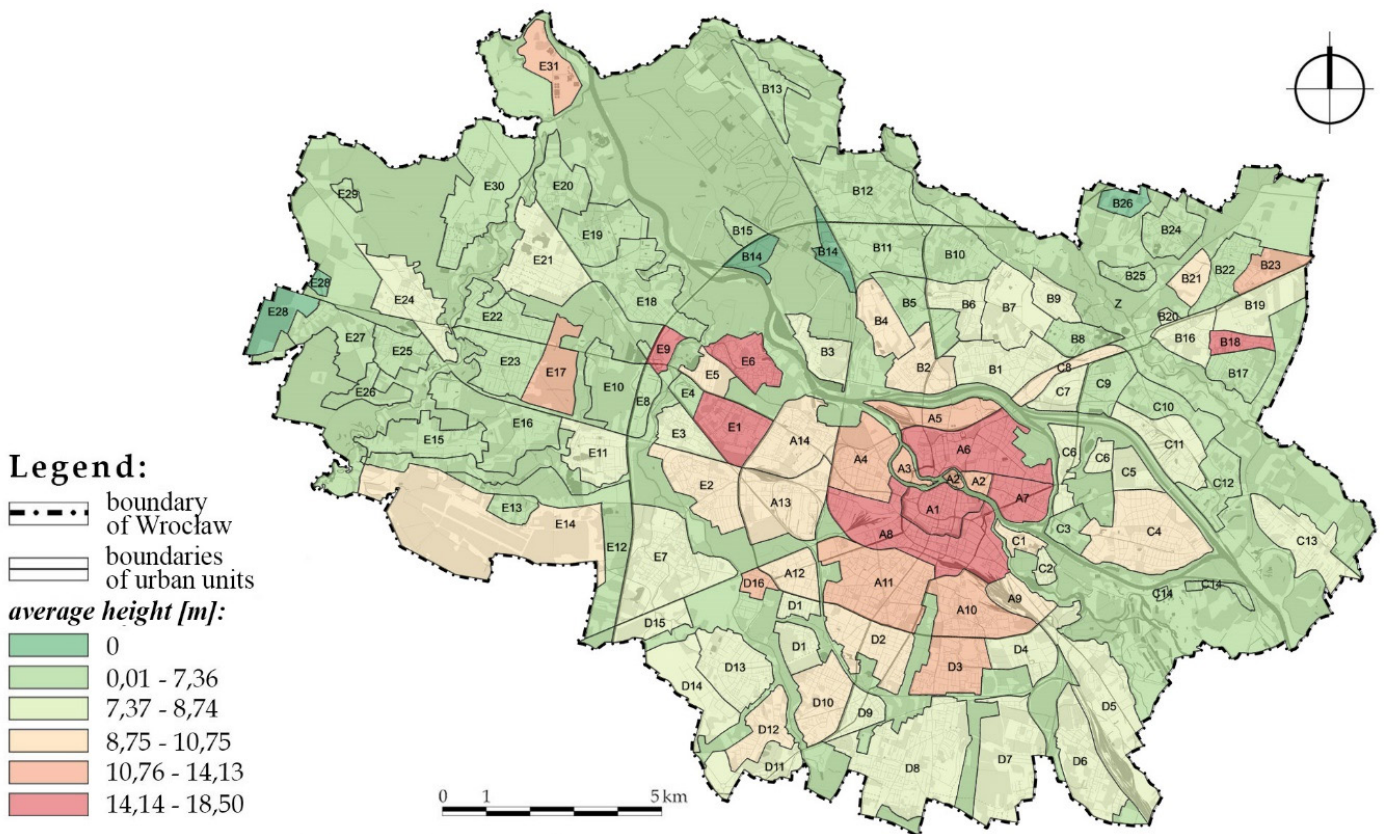 E31
B13
E29
E30
E20
B12
B26
B24
E19
B15
B14
B14
B11
B10
B25
B21
B22
B23
E21
E28
E24
E18
B5
B6
B7
B9
Z
B20
B19
E28
E22
B4
B8
B16
B18
E27
E25
E23
E17
E10
E8
E9
E5
E6
B3
B2
B1
C8
C7
C9
B17
E26
E4
E15
E16
E11
E3
E1
A14
A5
A4
A3
A6
C10
C11
C6
C6
C5
C12
E2
A13
A2
A2
A7
A1
A8
E13
E14
E12
E7
C3
C4
C1
C2
C13
C14
C14
D16
A12
A11
A10
A9
D1
D15
D1
D2
D3
D4
D13
D14
D10
D9
D12
D11
D8
D7
D6
D5
Legend:
boundary
of Wrocław
boundaries
of urban units
average height [m]:
0
0,01 - 7,36
7,37 - 8,74
8,75 - 10,75
10,76 - 14,13
14,14 - 18,50
0 1 5 km